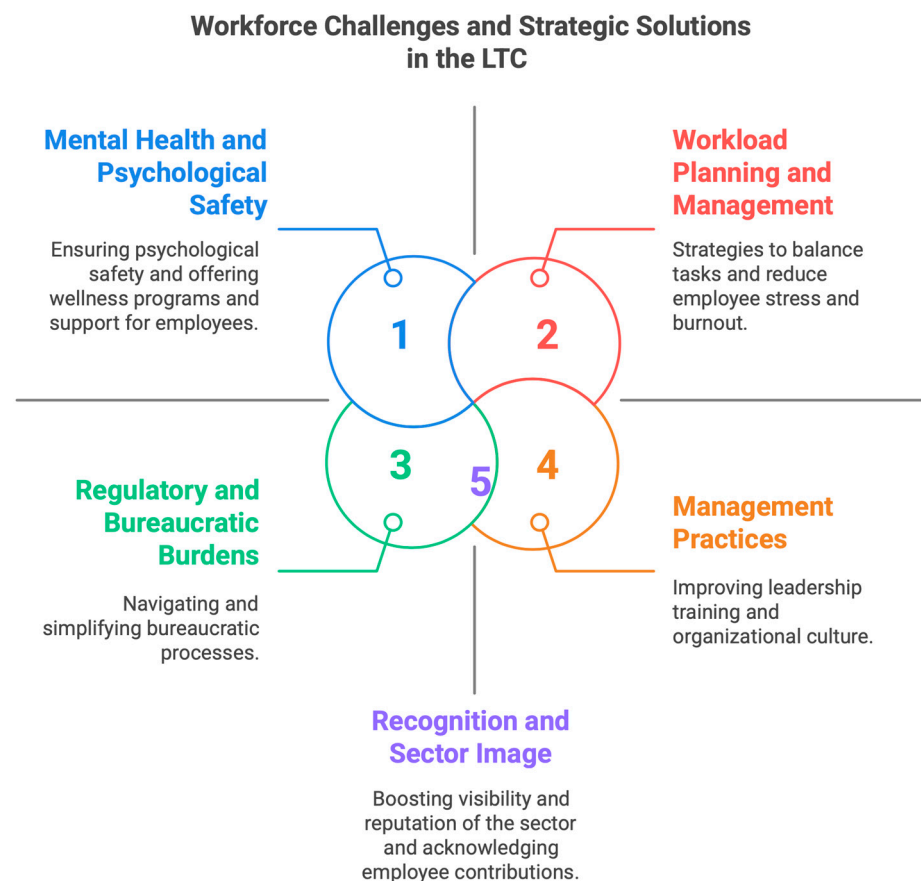 Workforce Challenges and Strategic Solutions
in the LTC
Mental Health and
Psychological
Safety
Ensuring psychological
safety and offering
wellness programs and
support for employees.
Workload
Planning and
Management
Strategies to balance
tasks and reduce
employee stress and
burnout.
1
2
3
4
5
Regulatory and
Bureaucratic
Burdens
Navigating and
simplifying bureaucratic
processes.
Management
Practices
Improving leadership
training and
organizational culture.
Recognition and
Sector Image
Boosting visibility and
reputation of the sector
and acknowledging
employee contributions.